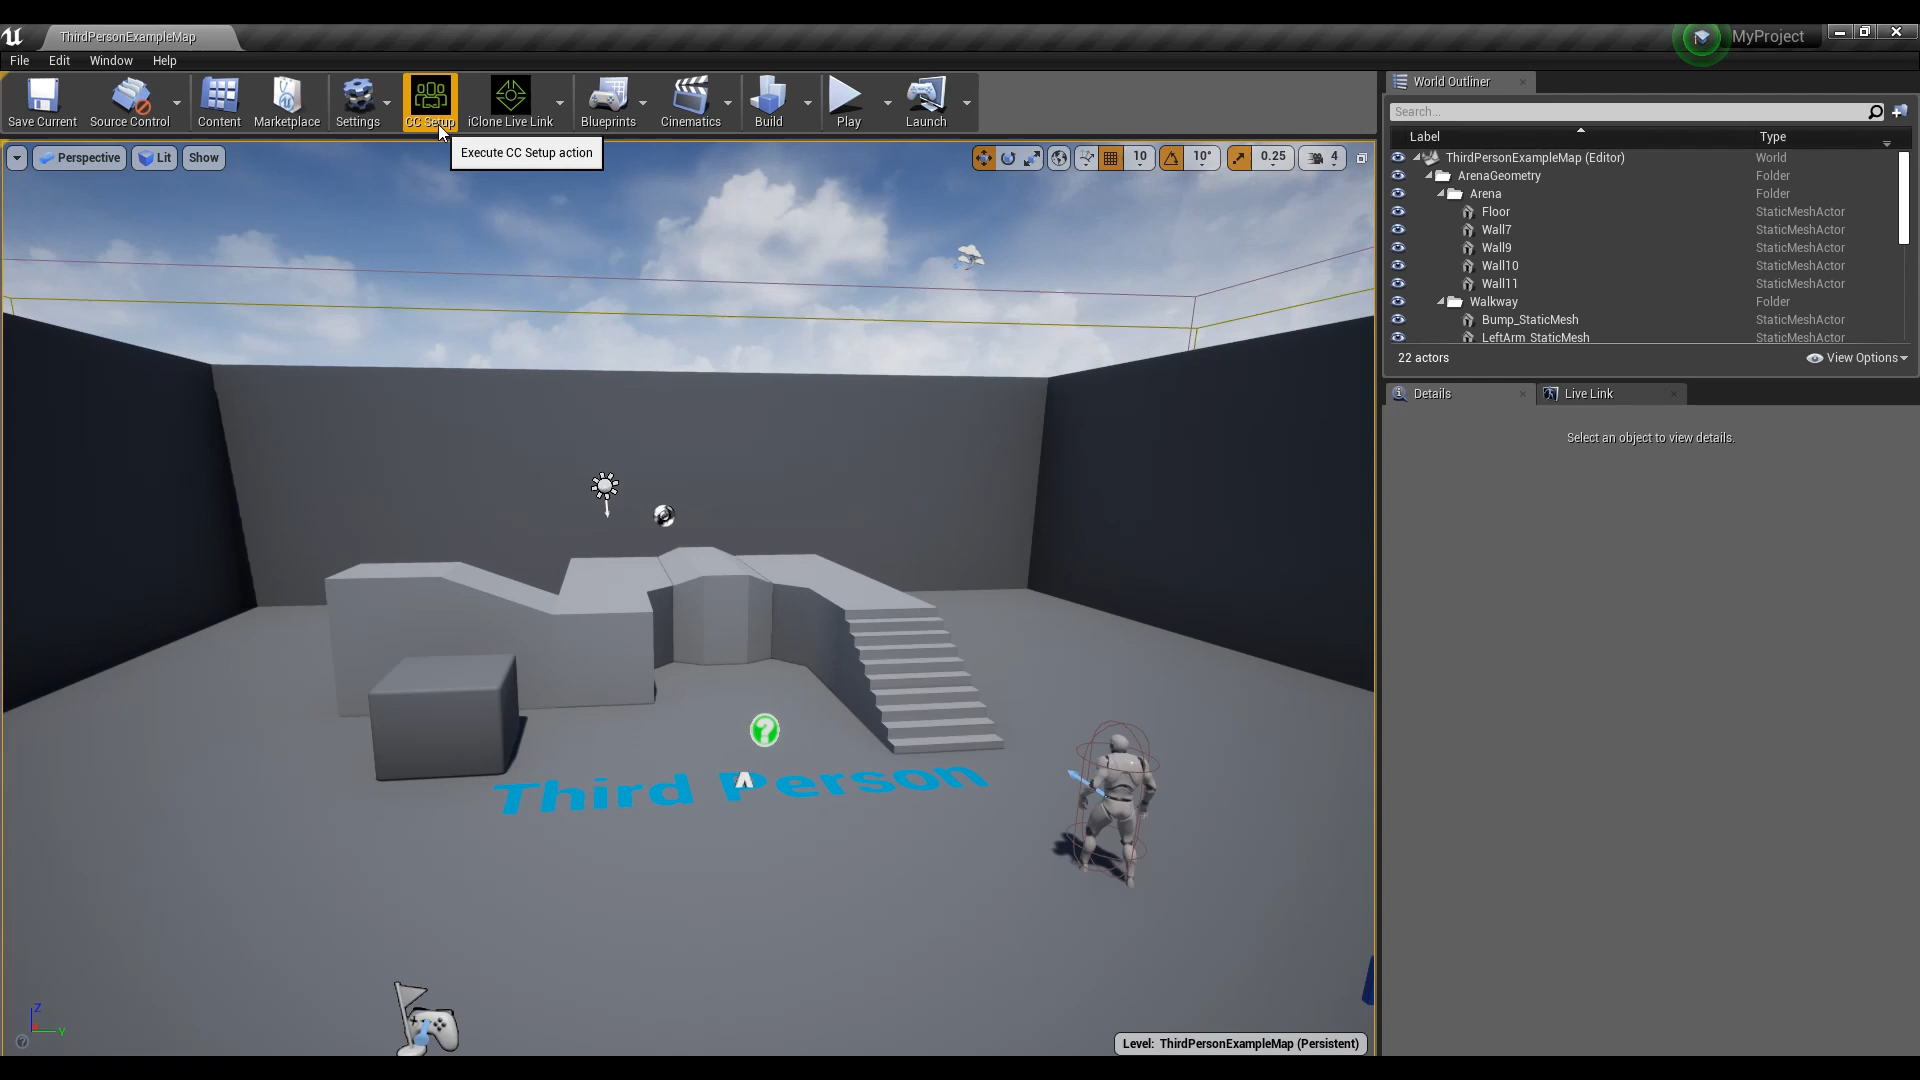 ThirdPersonExampleMap
MyProject
File Edit Window Help
Save Current Source Control Content Marketplace Settings CC Setup iClone Live Link Blueprints Cinematics Build Play Launch
Execute CC Setup action
Perspective Lit Show
10 10° 0.25 4
World Outliner
Search...
Label Type
ThirdPersonExampleMap (Editor) World
ArenaGeometry Folder
Arena Folder
Floor StaticMeshActor
Wall7 StaticMeshActor
Wall9 StaticMeshActor
Wall10 StaticMeshActor
Wall11 StaticMeshActor
Walkway Folder
Bump_StaticMesh StaticMeshActor
LeftArm_StaticMesh StaticMeshActor
22 actors View Options
Details Live Link
Select an object to view details.
Third Person
Z
Y
Level: ThirdPersonExampleMap (Persistent)